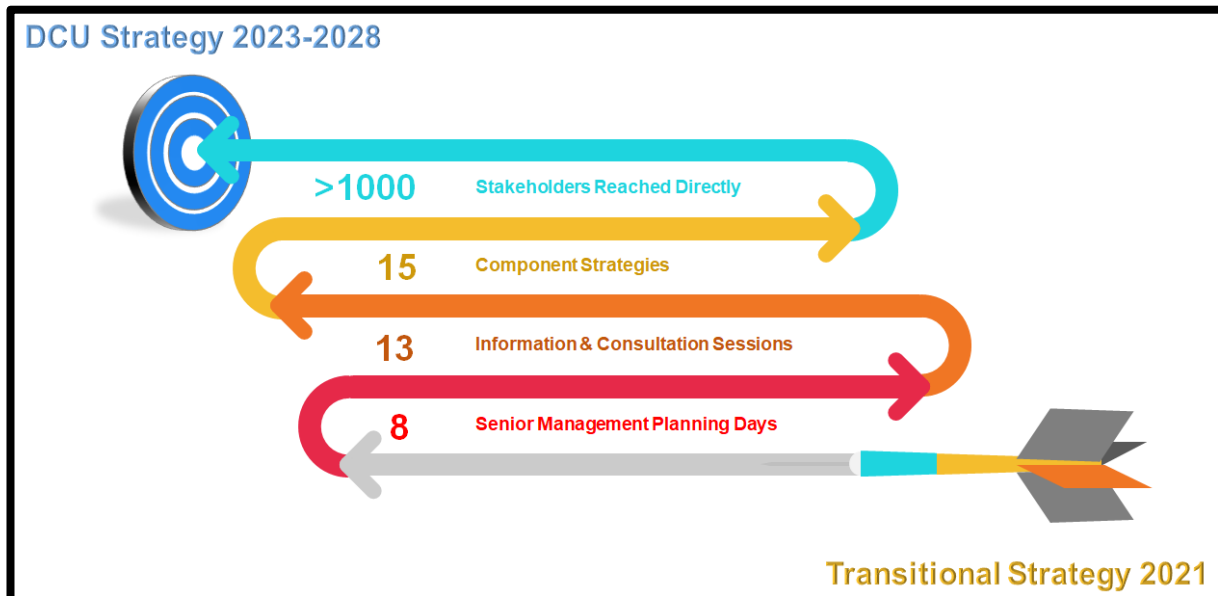 DCU Strategy 2023-2028
>1000 Stakeholders Reached Directly
15 Component Strategies
13 Information & Consultation Sessions
8 Senior Management Planning Days
Transitional Strategy 2021